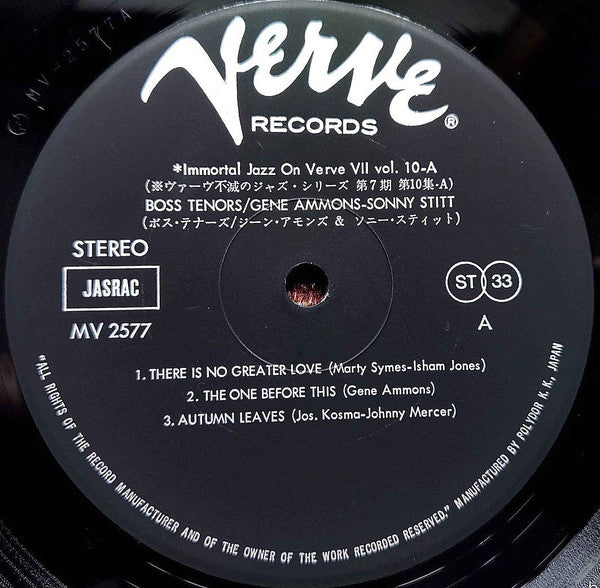 Verve
RECORDS ®
*Immortal Jazz On Verve VII vol. 10-A
(※ヴァーヴ不滅のジャズ・シリーズ 第7期 第10集-A)
BOSS TENORS/GENE AMMONS-SONNY STITT
(ボス・テナーズ/ジーン・アモンズ & ソニー・スティット)
STEREO
JASRAC
MV 2577
ST 33
A
1. THERE IS NO GREATER LOVE (Marty Symes-Isham Jones)
2. THE ONE BEFORE THIS (Gene Ammons)
3. AUTUMN LEAVES (Jos. Kosma-Johnny Mercer)
"ALL RIGHTS OF THE RECORD MANUFACTURER AND OF THE OWNER OF THE WORK RECORDED RESERVED." MANUFACTURED BY POLYDOR K. K., JAPAN
MV-2577A